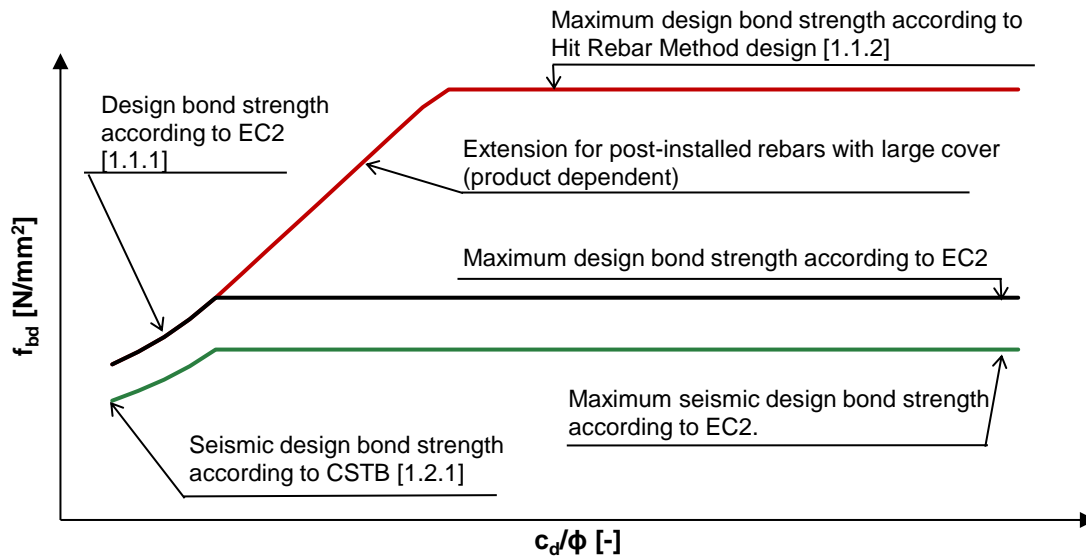 Maximum design bond strength according to
Hit Rebar Method design [1.1.2]
Design bond strength
according to EC2
[1.1.1]
Extension for post-installed rebars with large cover
(product dependent)
Maximum design bond strength according to EC2
f_bd [N/mm²]
Maximum seismic design bond strength
according to EC2.
Seismic design bond strength
according to CSTB [1.2.1]
c_d/ϕ [-]